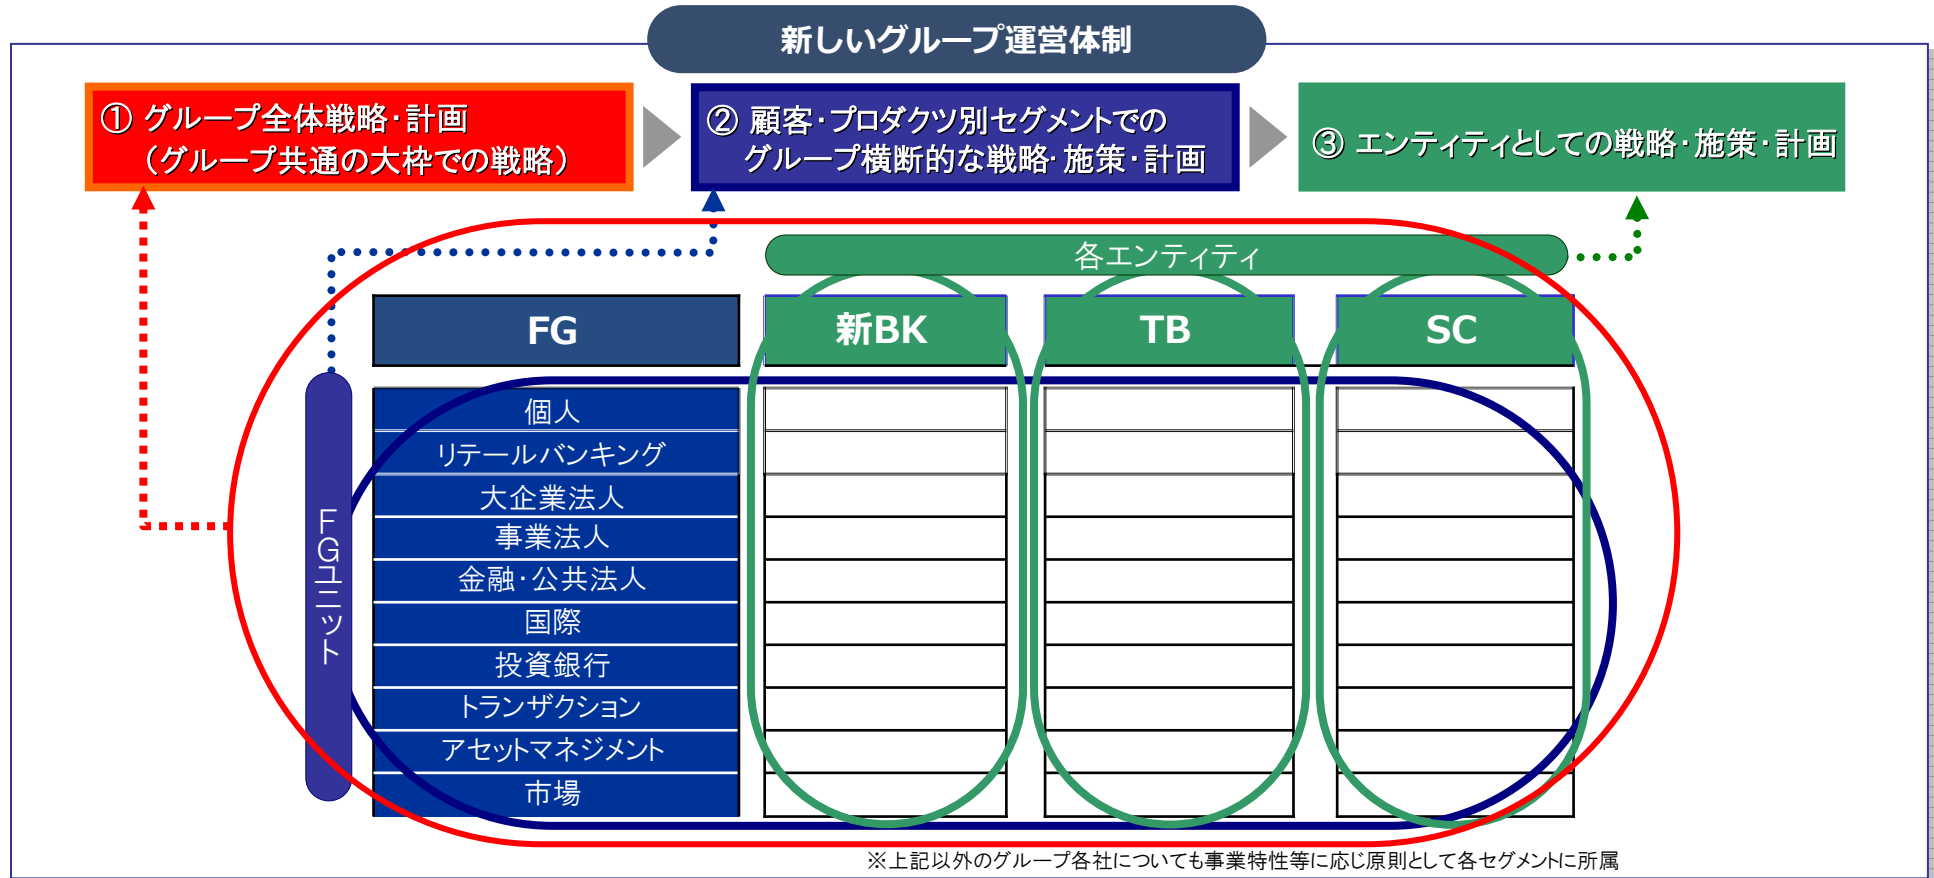 新しいグループ運営体制
① グループ全体戦略・計画
（グループ共通の大枠での戦略）
② 顧客・プロダクツ別セグメントでの
グループ横断的な戦略・施策・計画
③ エンティティとしての戦略・施策・計画
各エンティティ
FG
新BK
TB
SC
FGユニット
個人
リテールバンキング
大企業法人
事業法人
金融・公共法人
国際
投資銀行
トランザクション
アセットマネジメント
市場
※上記以外のグループ各社についても事業特性等に応じ原則として各セグメントに所属